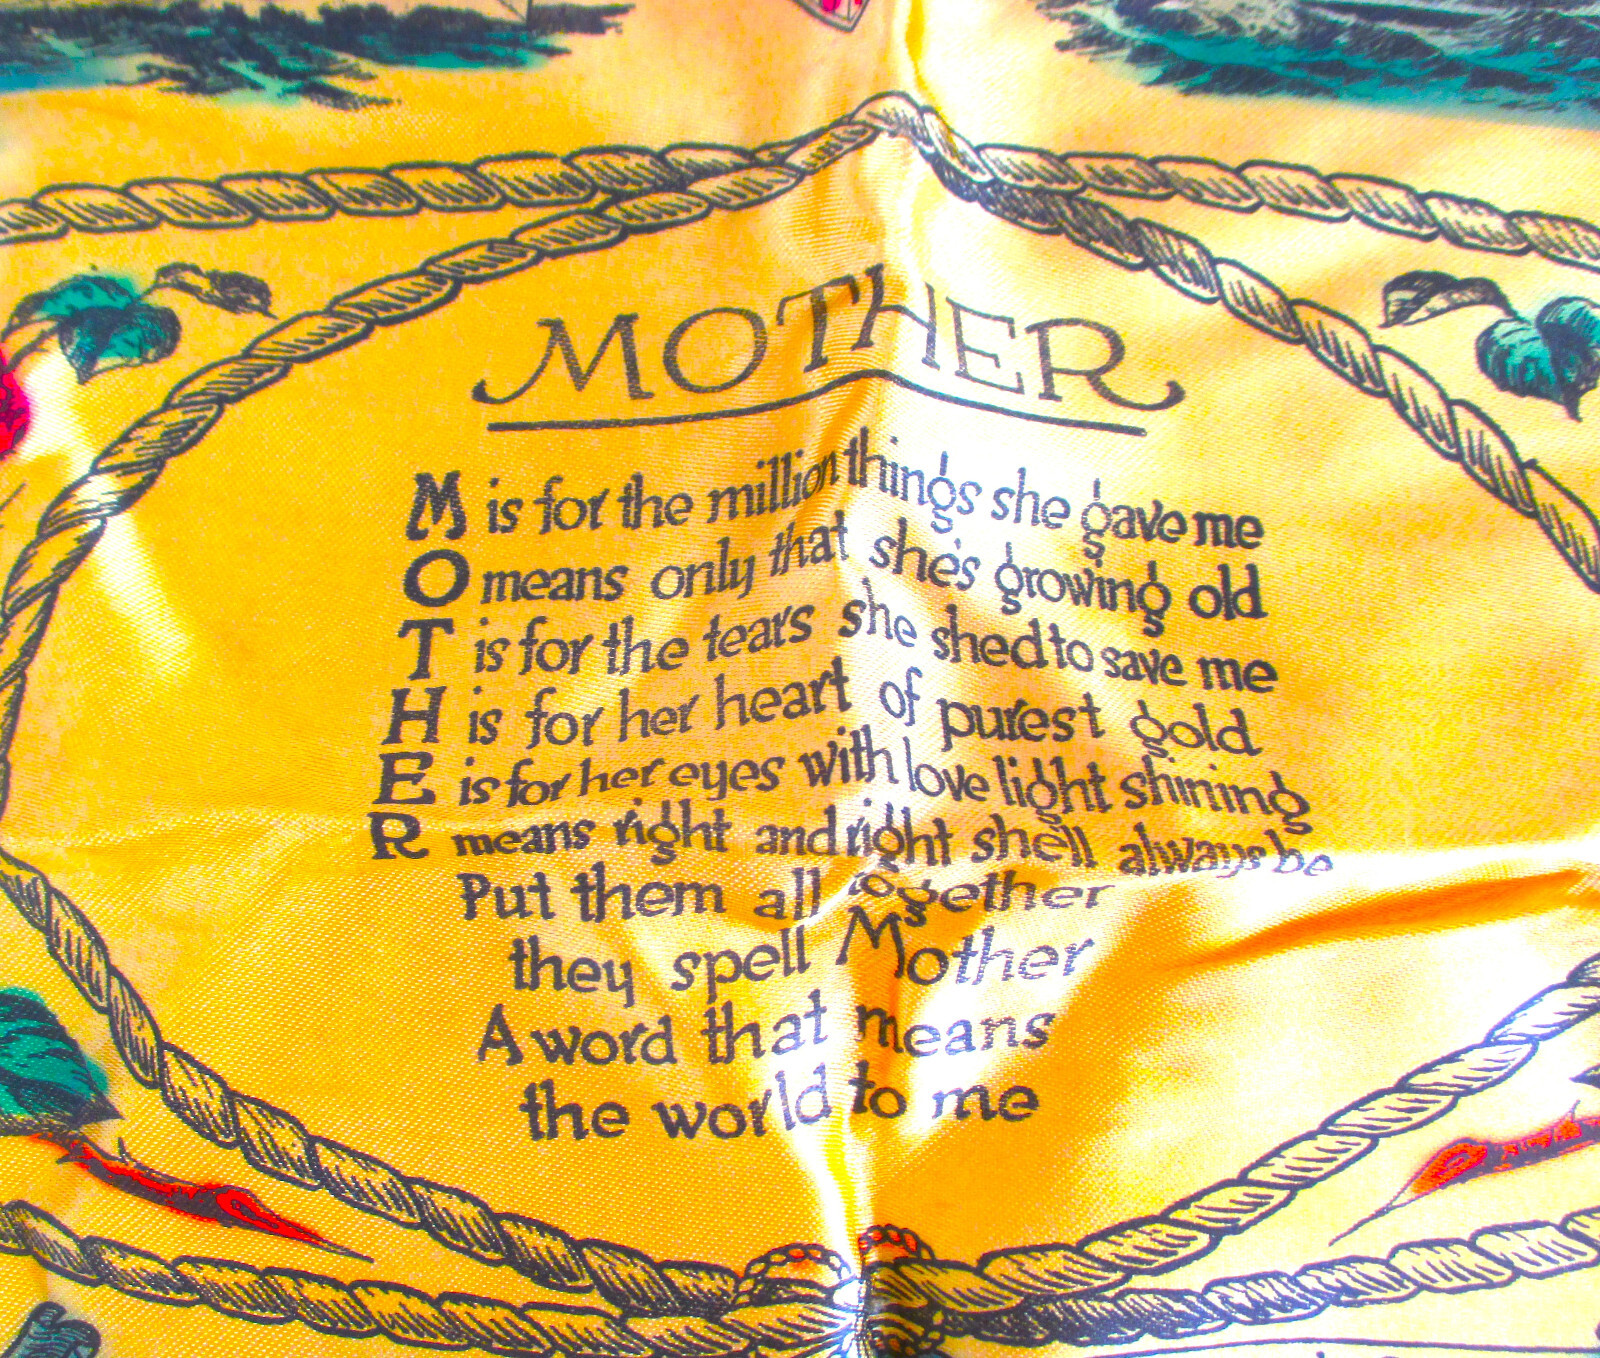 MOTHER
M is for the million things she gave me
O means only that she's growing old
T is for the tears she shed to save me
H is for her heart of purest gold
E is for her eyes with love light shining
R means right and right she'll always be
Put them all together
they spell Mother
A word that means
the world to me